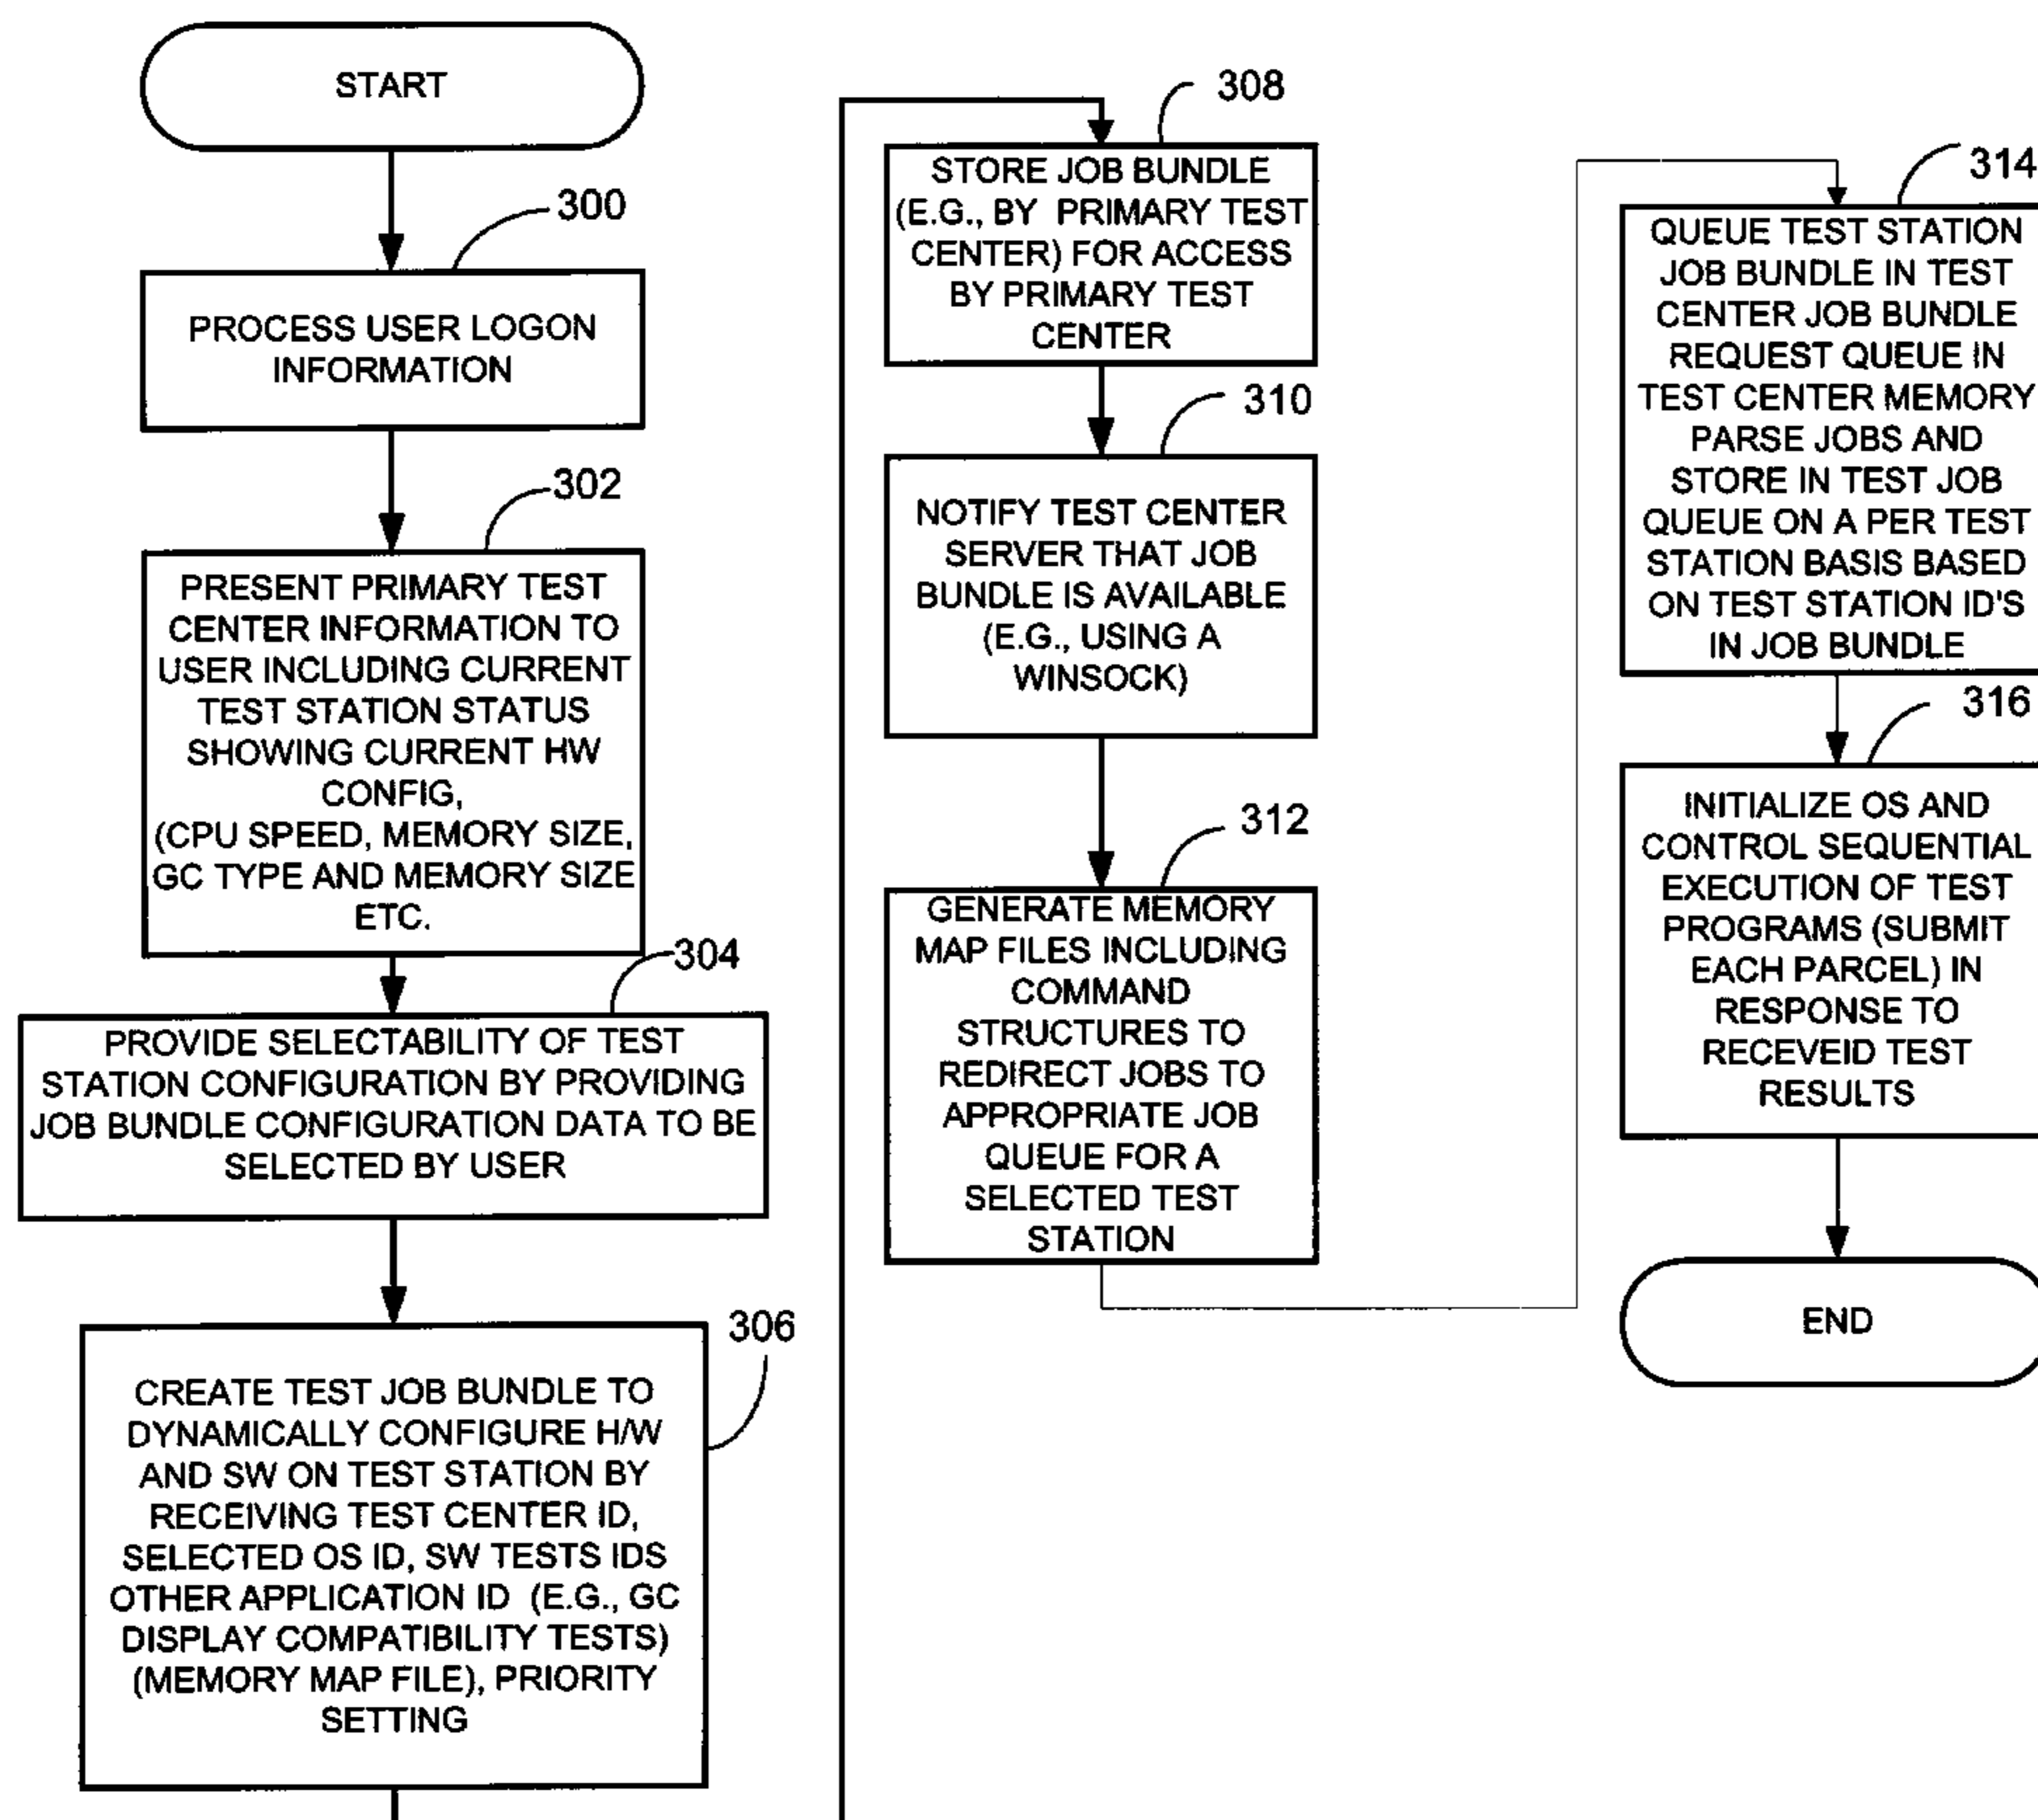 START
300
PROCESS USER LOGON
INFORMATION
302
PRESENT PRIMARY TEST
CENTER INFORMATION TO
USER INCLUDING CURRENT
TEST STATION STATUS
SHOWING CURRENT HW
CONFIG,
(CPU SPEED, MEMORY SIZE,
GC TYPE AND MEMORY SIZE
ETC.
304
PROVIDE SELECTABILITY OF TEST
STATION CONFIGURATION BY PROVIDING
JOB BUNDLE CONFIGURATION DATA TO BE
SELECTED BY USER
306
CREATE TEST JOB BUNDLE TO
DYNAMICALLY CONFIGURE H/W
AND SW ON TEST STATION BY
RECEIVING TEST CENTER ID,
SELECTED OS ID, SW TESTS IDS
OTHER APPLICATION ID (E.G., GC
DISPLAY COMPATIBILITY TESTS)
(MEMORY MAP FILE), PRIORITY
SETTING
308
STORE JOB BUNDLE
(E.G., BY PRIMARY TEST
CENTER) FOR ACCESS
BY PRIMARY TEST
CENTER
310
NOTIFY TEST CENTER
SERVER THAT JOB
BUNDLE IS AVAILABLE
(E.G., USING A
WINSOCK)
312
GENERATE MEMORY
MAP FILES INCLUDING
COMMAND
STRUCTURES TO
REDIRECT JOBS TO
APPROPRIATE JOB
QUEUE FOR A
SELECTED TEST
STATION
314
QUEUE TEST STATION
JOB BUNDLE IN TEST
CENTER JOB BUNDLE
REQUEST QUEUE IN
TEST CENTER MEMORY
PARSE JOBS AND
STORE IN TEST JOB
QUEUE ON A PER TEST
STATION BASIS BASED
ON TEST STATION ID'S
IN JOB BUNDLE
316
INITIALIZE OS AND
CONTROL SEQUENTIAL
EXECUTION OF TEST
PROGRAMS (SUBMIT
EACH PARCEL) IN
RESPONSE TO
RECEVEID TEST
RESULTS
END